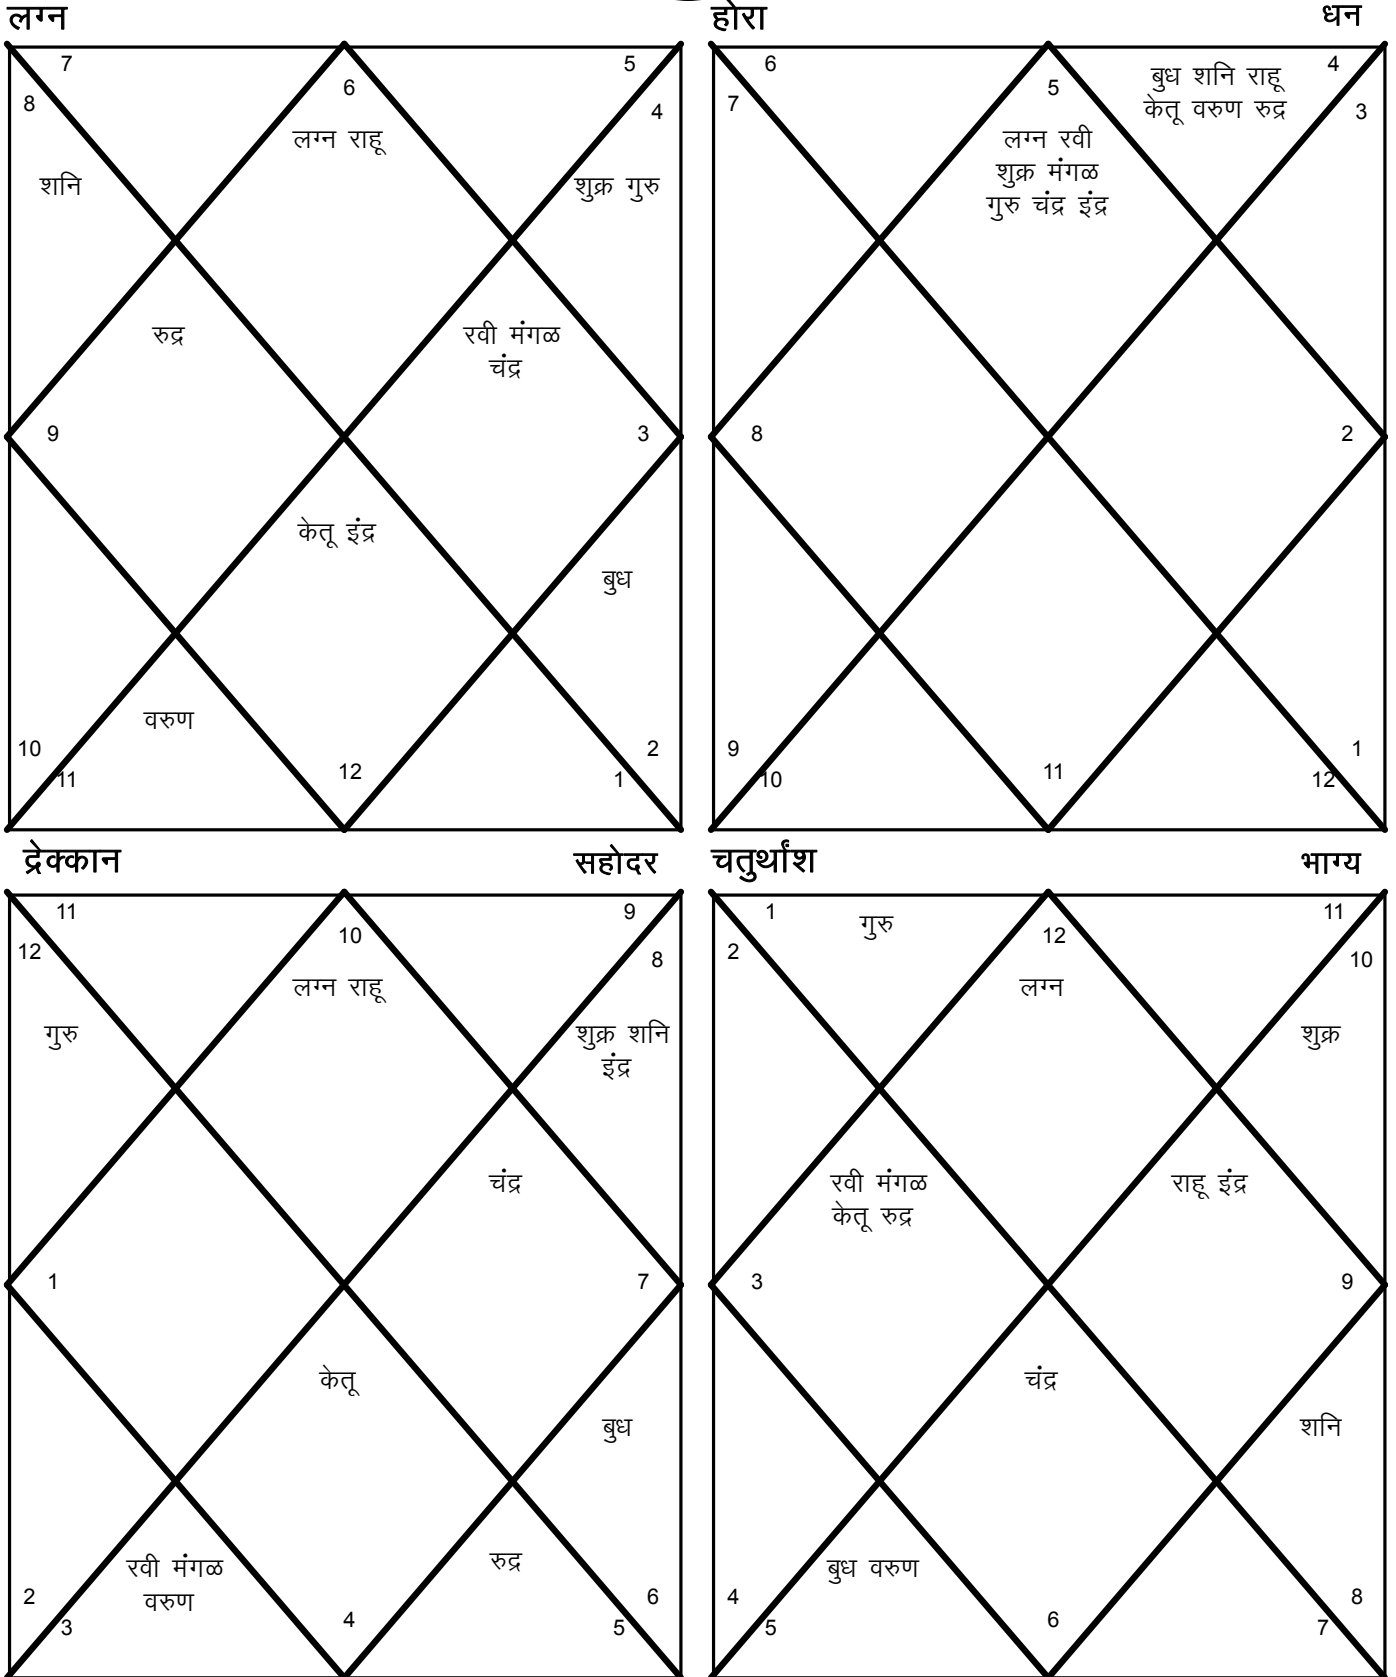 लग्न
7
6
5
8
4
लग्न राहू
शनि
शुक्र गुरु
रुद्र
रवी मंगळ
चंद्र
9
3
केतू इंद्र
बुध
वरुण
10
2
11
12
1
होरा
धन
6
5
बुध शनि राहू
केतू वरुण रुद्र
4
7
3
लग्न रवी
शुक्र मंगळ
गुरु चंद्र इंद्र
8
2
9
1
10
11
12
द्रेक्कान
सहोदर
11
10
9
12
8
लग्न राहू
गुरु
शुक्र शनि
इंद्र
चंद्र
1
7
केतू
बुध
रवी मंगळ
वरुण
रुद्र
2
6
3
4
5
चतुर्थांश
भाग्य
1
गुरु
12
11
2
10
लग्न
शुक्र
रवी मंगळ
केतू रुद्र
राहू इंद्र
3
9
चंद्र
शनि
बुध वरुण
4
8
5
6
7